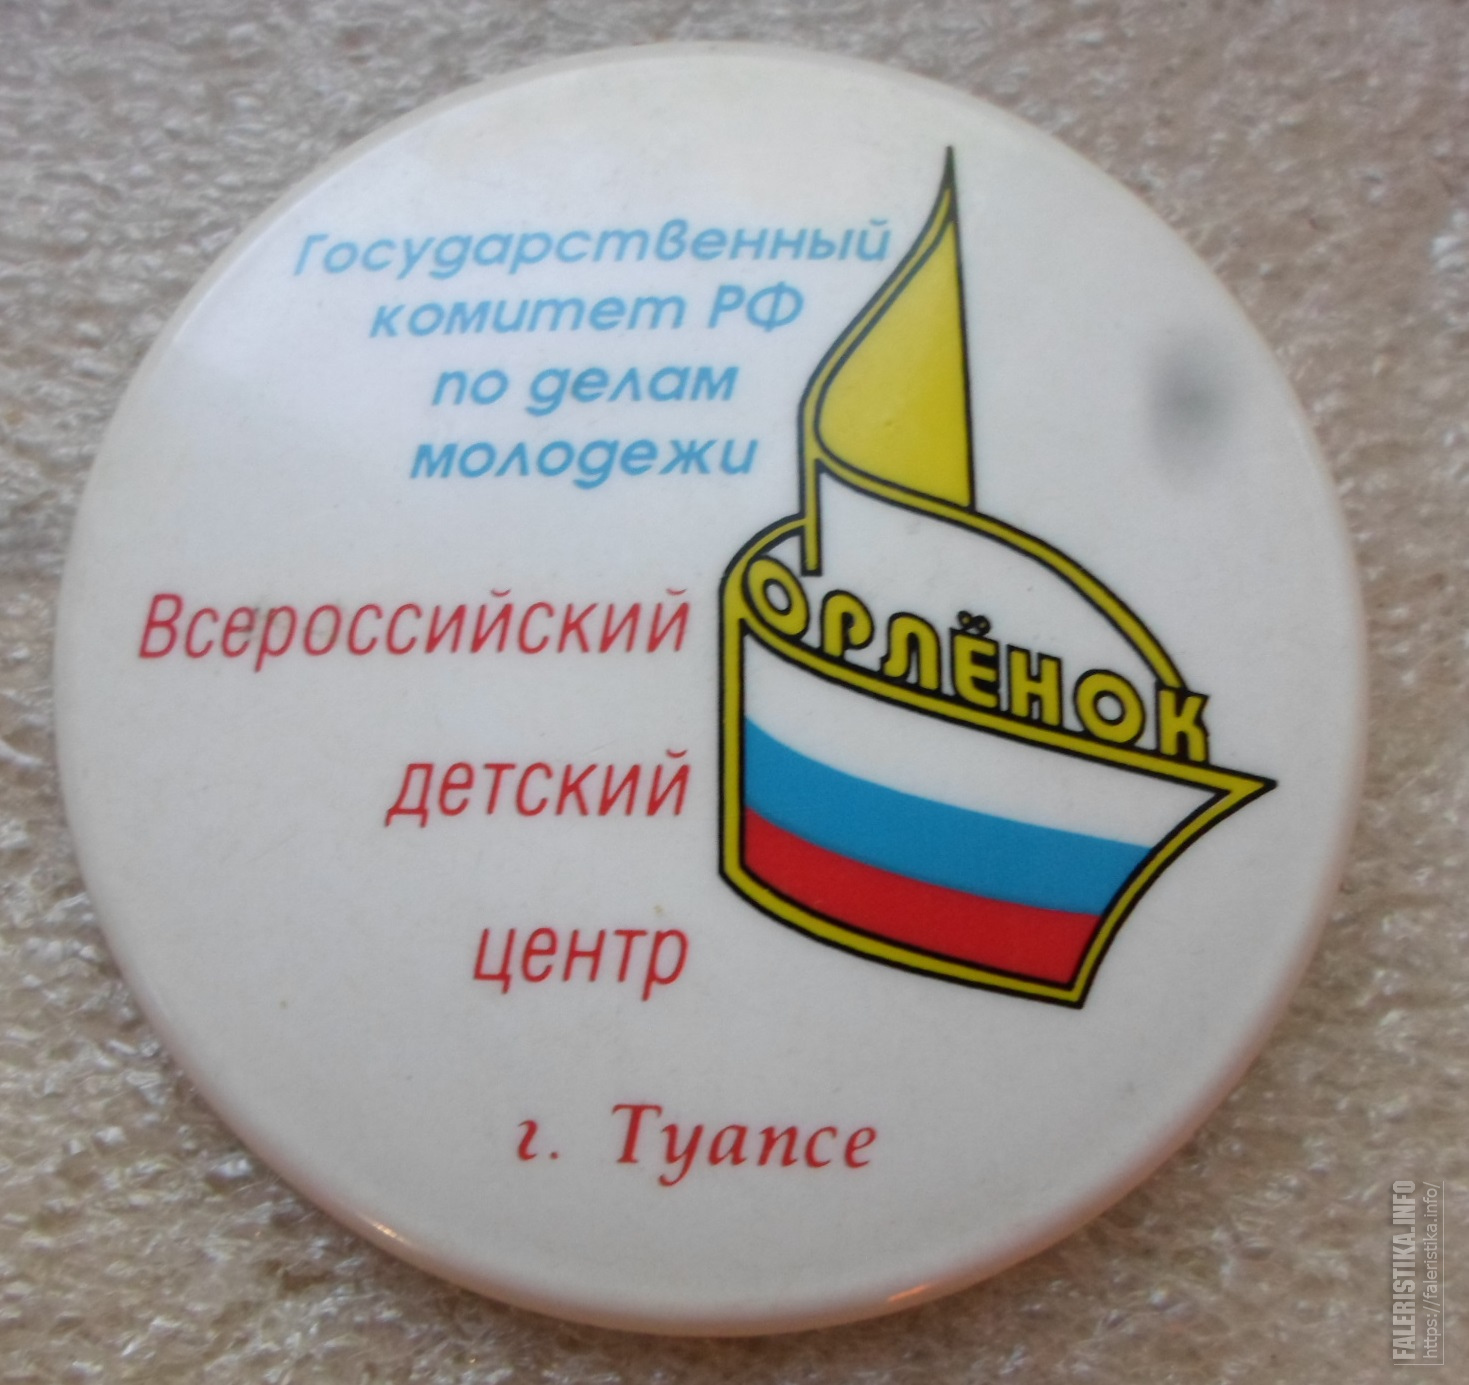 Государственный
комитет РФ
по делам
молодежи
ОРЛЁНОК
Всероссийский
детский
центр
г. Туапсе
FALERISTIKA.INFO
https://faleristika.info/